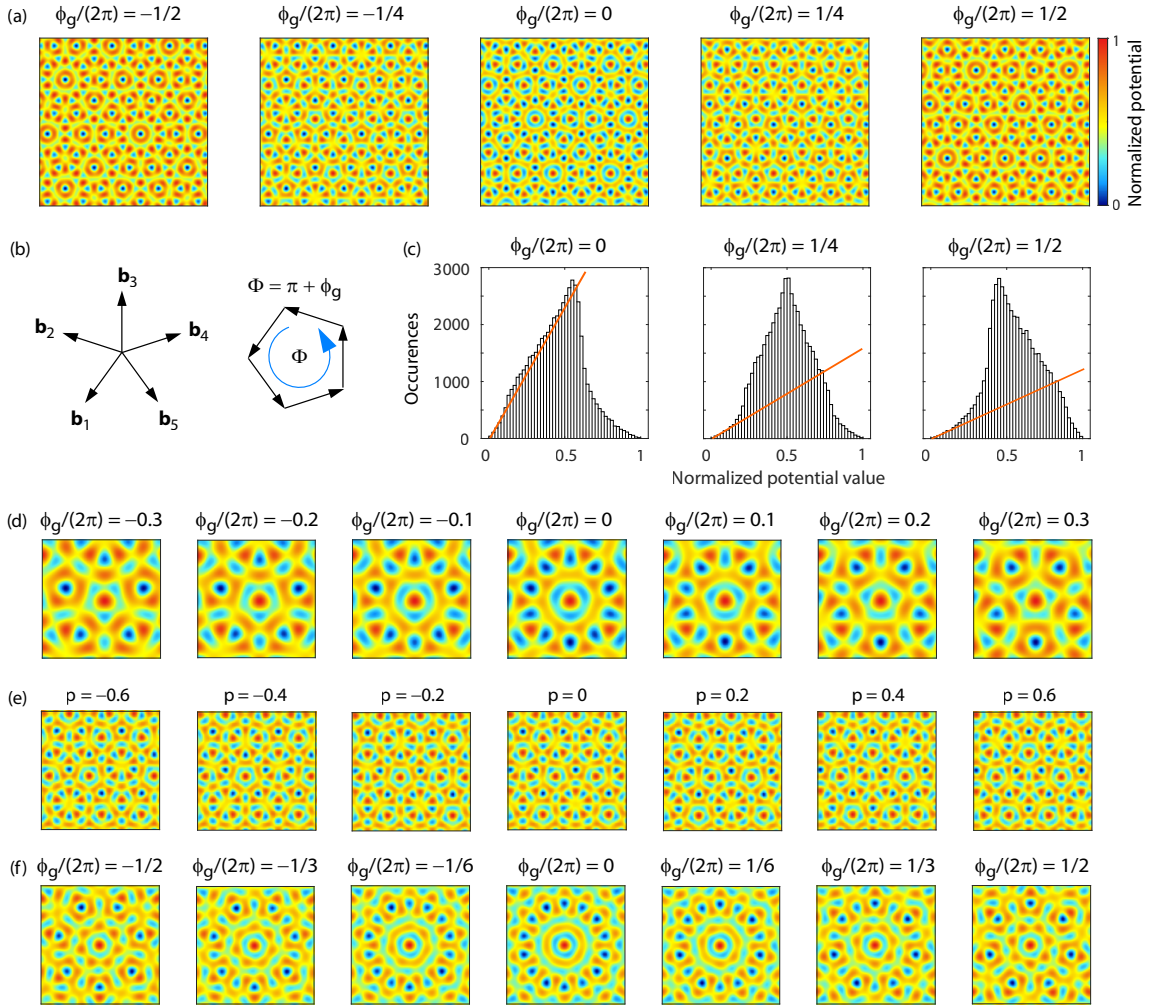 (a)
ϕg/(2π) = −1/2 ϕg/(2π) = −1/4 ϕg/(2π) = 0 ϕg/(2π) = 1/4 ϕg/(2π) = 1/2
1
Normalized potential
0
(b)
b3
b2
b4
b1
b5
Φ = π + ϕg
Φ
(c)
ϕg/(2π) = 0 ϕg/(2π) = 1/4 ϕg/(2π) = 1/2
Occurences
3000
2000
1000
0
0 0.5 1 0 0.5 1 0 0.5 1
Normalized potential value
(d) ϕg/(2π) = −0.3 ϕg/(2π) = −0.2 ϕg/(2π) = −0.1 ϕg/(2π) = 0 ϕg/(2π) = 0.1 ϕg/(2π) = 0.2 ϕg/(2π) = 0.3
(e) p = −0.6 p = −0.4 p = −0.2 p = 0 p = 0.2 p = 0.4 p = 0.6
(f) ϕg/(2π) = −1/2 ϕg/(2π) = −1/3 ϕg/(2π) = −1/6 ϕg/(2π) = 0 ϕg/(2π) = 1/6 ϕg/(2π) = 1/3 ϕg/(2π) = 1/2